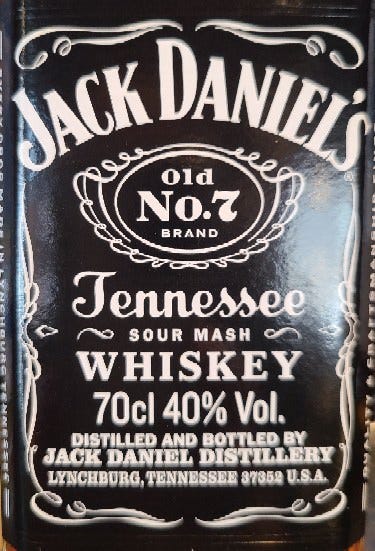 JACK DANIEL'S
Old
No.7
BRAND
Tennessee
SOUR MASH
WHISKEY
70cl 40% Vol.
DISTILLED AND BOTTLED BY
JACK DANIEL DISTILLERY
LYNCHBURG, TENNESSEE 37352 U.S.A.